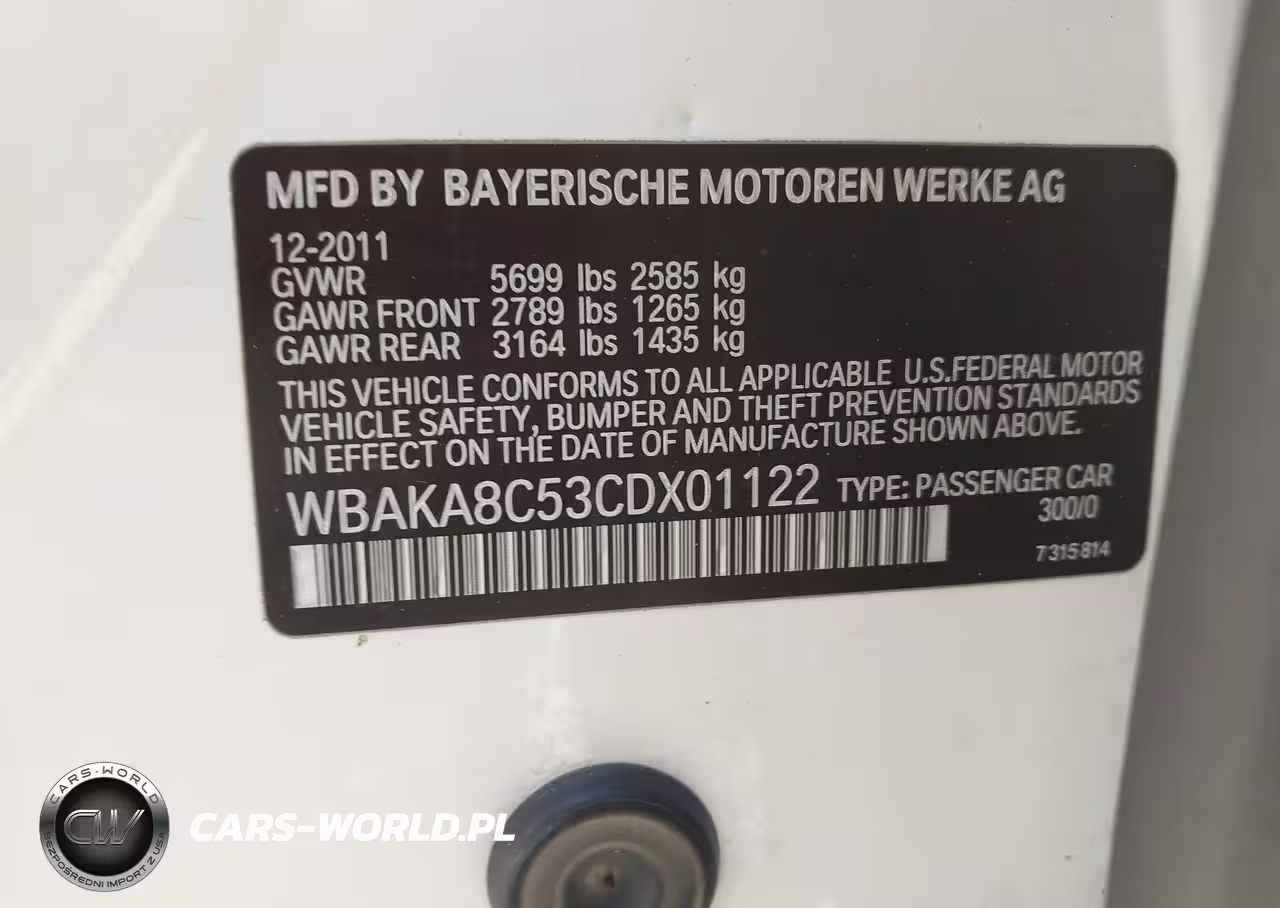 MFD BY BAYERISCHE MOTOREN WERKE AG
12-2011
GVWR 5699 lbs 2585 kg
GAWR FRONT 2789 lbs 1265 kg
GAWR REAR 3164 lbs 1435 kg
THIS VEHICLE CONFORMS TO ALL APPLICABLE U.S.FEDERAL MOTOR
VEHICLE SAFETY, BUMPER AND THEFT PREVENTION STANDARDS
IN EFFECT ON THE DATE OF MANUFACTURE SHOWN ABOVE.
WBAKA8C53CDX01122 TYPE: PASSENGER CAR
300/0
7315814
CARS-WORLD
CW
BEZPOŚREDNI IMPORT Z USA
CARS-WORLD.PL